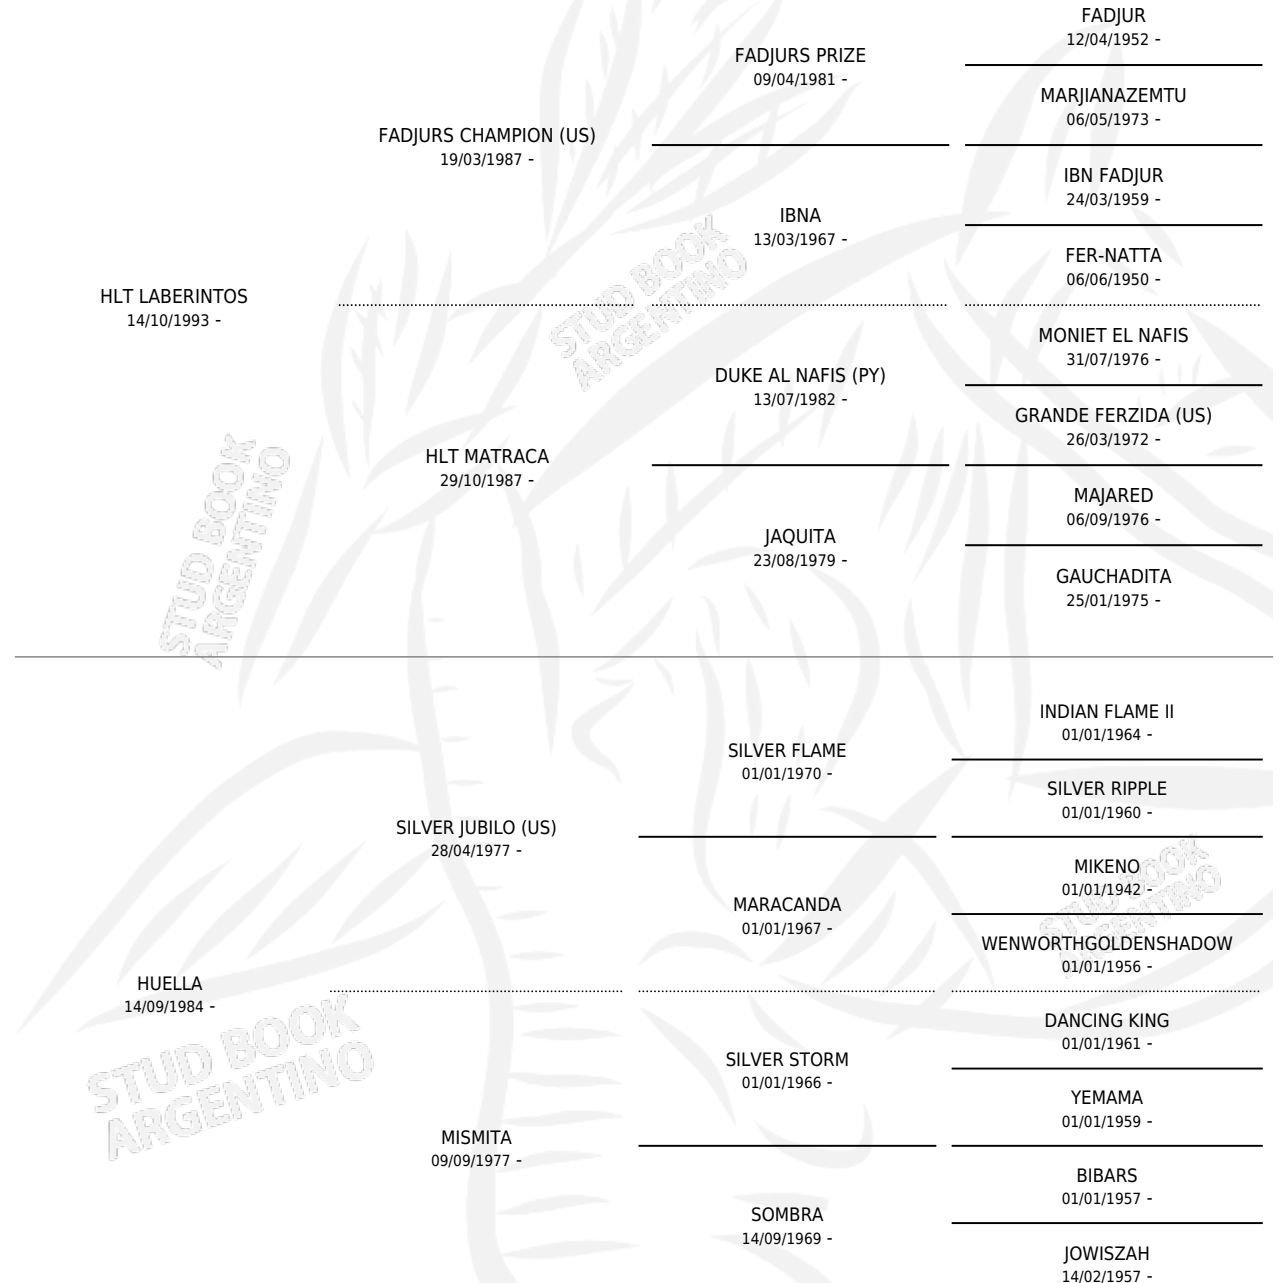 FADJUR
12/04/1952 -
FADJURS PRIZE
09/04/1981 -
MARJIANAZEMTU
06/05/1973 -
FADJURS CHAMPION (US)
19/03/1987 -
IBN FADJUR
24/03/1959 -
IBNA
13/03/1967 -
FER-NATTA
06/06/1950 -
HLT LABERINTOS
14/10/1993 -
MONIET EL NAFIS
31/07/1976 -
DUKE AL NAFIS (PY)
13/07/1982 -
GRANDE FERZIDA (US)
26/03/1972 -
HLT MATRACA
29/10/1987 -
MAJARED
06/09/1976 -
JAQUITA
23/08/1979 -
GAUCHADITA
25/01/1975 -
INDIAN FLAME II
01/01/1964 -
SILVER FLAME
01/01/1970 -
SILVER RIPPLE
01/01/1960 -
SILVER JUBILO (US)
28/04/1977 -
MIKENO
01/01/1942 -
MARACANDA
01/01/1967 -
WENWORTHGOLDENSHADOW
01/01/1956 -
HUELLA
14/09/1984 -
DANCING KING
01/01/1961 -
SILVER STORM
01/01/1966 -
YEMAMA
01/01/1959 -
MISMITA
09/09/1977 -
BIBARS
01/01/1957 -
SOMBRA
14/09/1969 -
JOWISZAH
14/02/1957 -
STUD BOOK
ARGENTINO
STUD BOOK
ARGENTINO
STUD BOOK
ARGENTINO
STUD BOOK
ARGENTINO